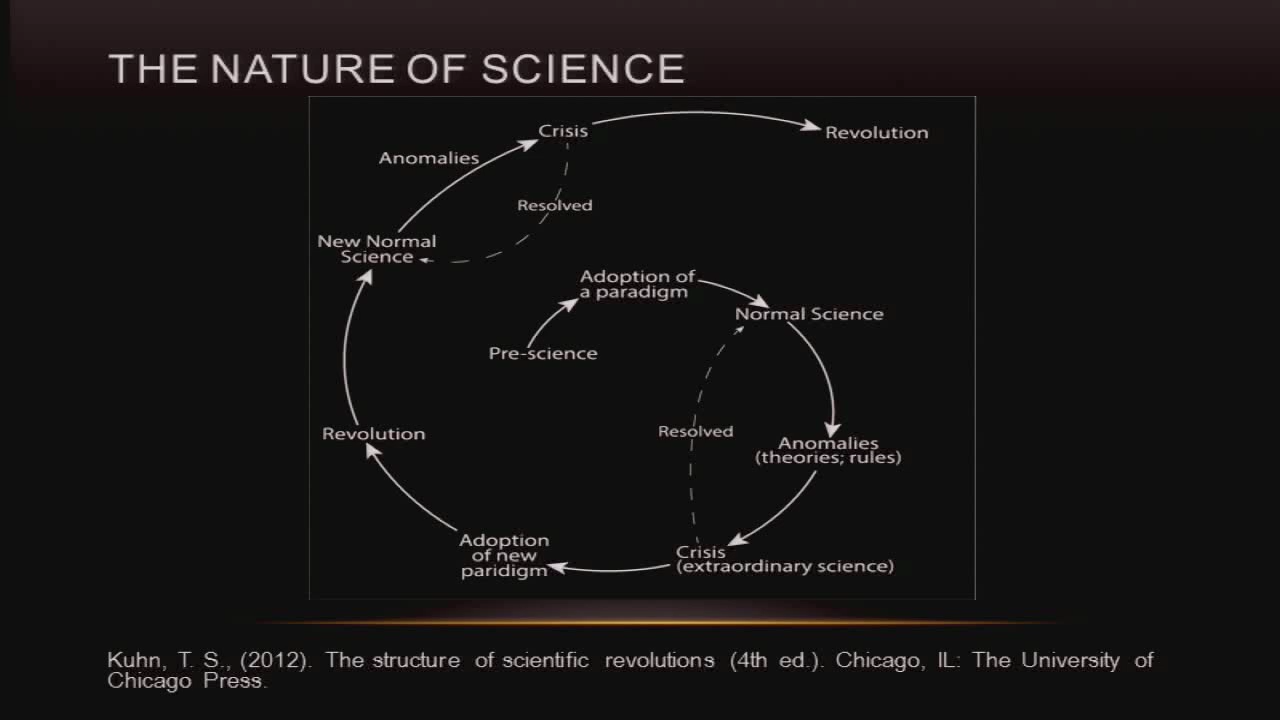 THE NATURE OF SCIENCE
Crisis
Revolution
Anomalies
Resolved
New Normal
Science
Adoption of
a paradigm
Normal Science
Pre-science
Revolution
Resolved
Anomalies
(theories; rules)
Adoption
of new
paridigm
Crisis
(extraordinary science)
Kuhn, T. S., (2012). The structure of scientific revolutions (4th ed.). Chicago, IL: The University of
Chicago Press.